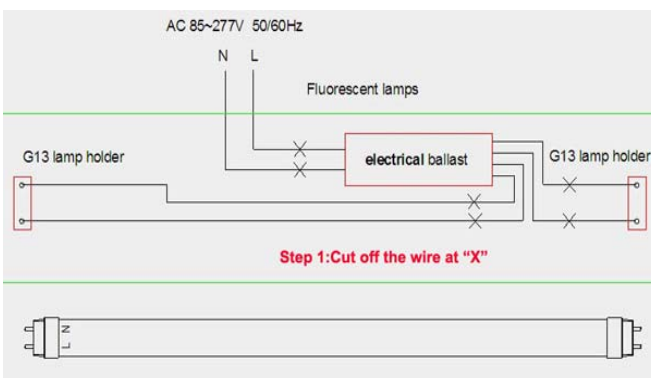 AC 85~277V 50/60Hz
N L
Fluorescent lamps
G13 lamp holder
electrical ballast
G13 lamp holder
X
X
X
X
X
X
Step 1:Cut off the wire at “X”
L N